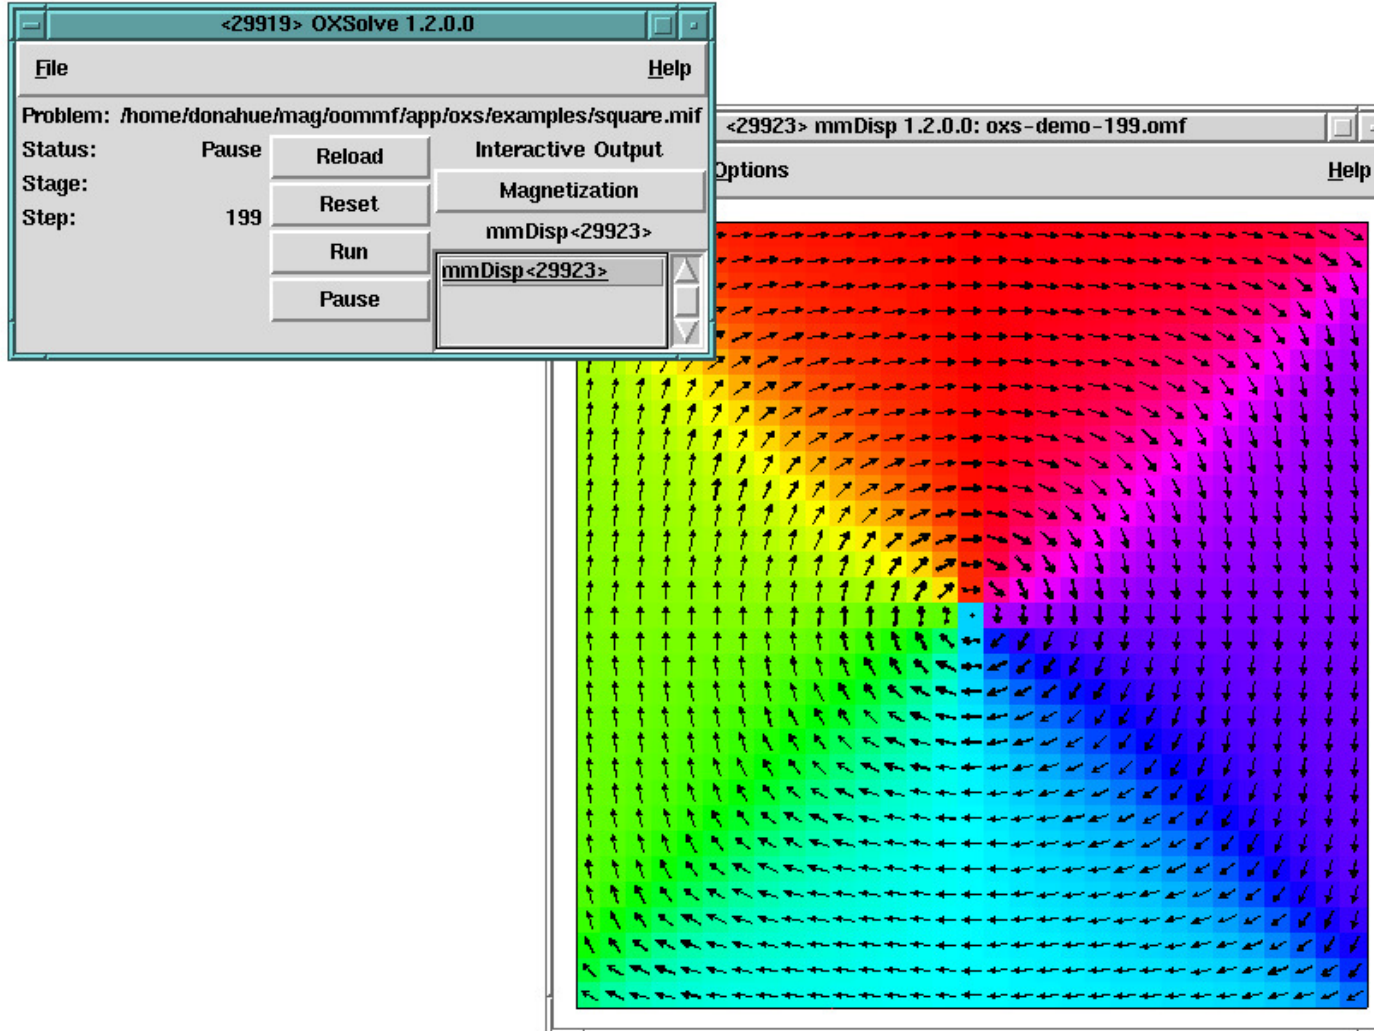 <29919> OXSolve 1.2.0.0
File Help
Problem: /home/donahue/mag/oommf/app/oxs/examples/square.mif
Status: Pause
Stage:
Step: 199
Reload
Reset
Run
Pause
Interactive Output
Magnetization
mmDisp<29923>
mmDisp<29923>
<29923> mmDisp 1.2.0.0: oxs-demo-199.omf
Options Help